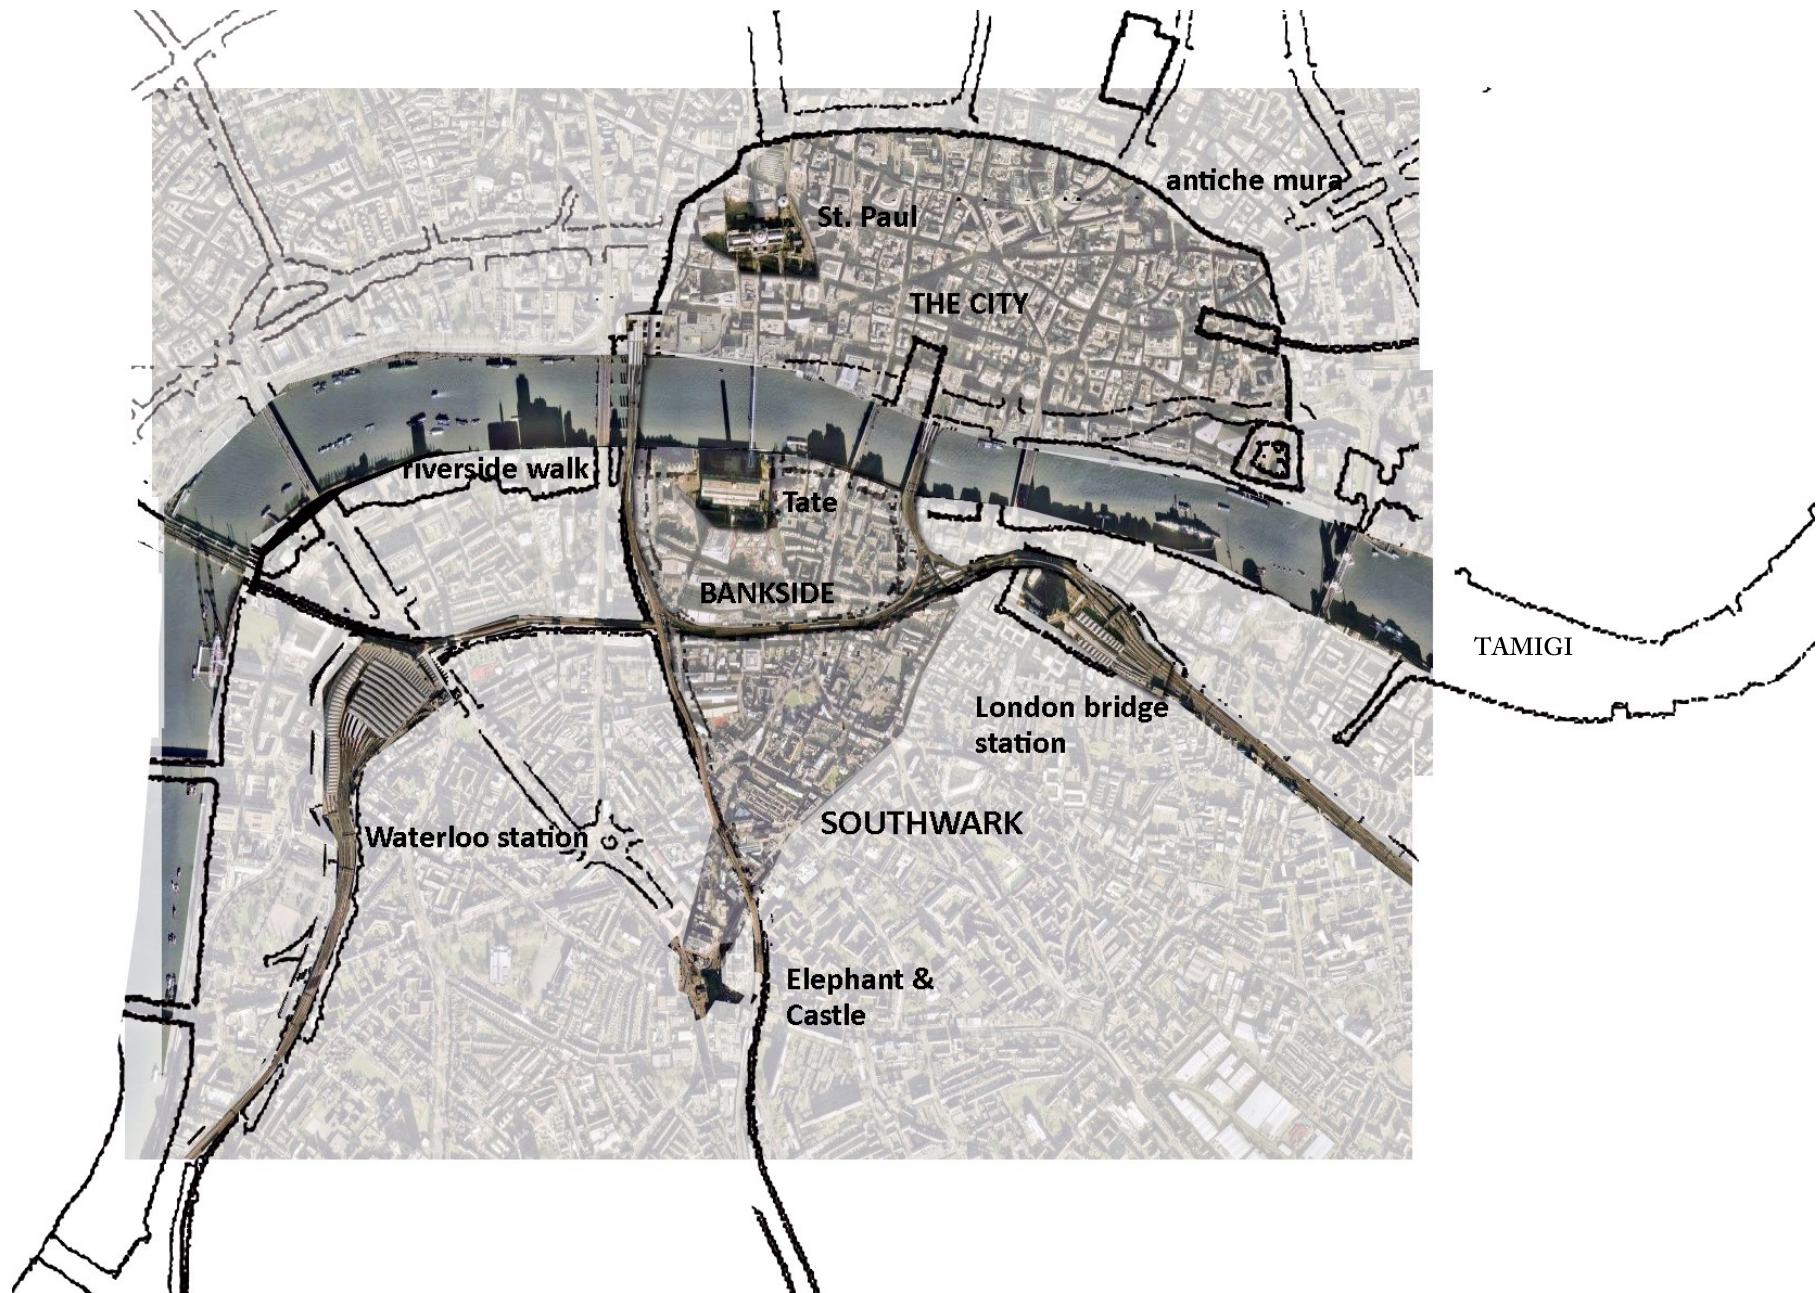 antiche mura
St. Paul
THE CITY
riverside walk
Tate
BANKSIDE
TAMIGI
London bridge
station
SOUTHWARK
Waterloo station
Elephant &
Castle